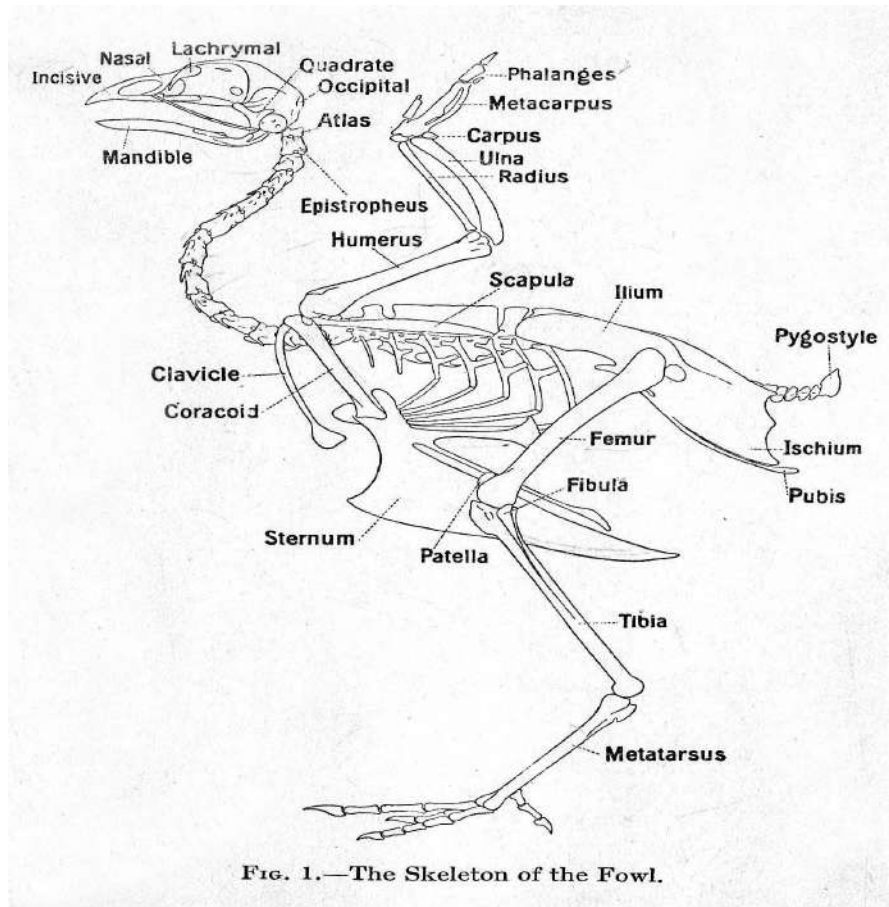 Lachrymal
Nasal
Quadrate
Incisive
Occipital
Atlas
Mandible
Epistropheus
Humerus
Phalanges
Metacarpus
Carpus
Ulna
Radius
Scapula
Ilium
Pygostyle
Clavicle
Coracoid
Femur
Ischium
Fibula
Pubis
Sternum
Patella
Tibia
Metatarsus
FIG. 1.—The Skeleton of the Fowl.